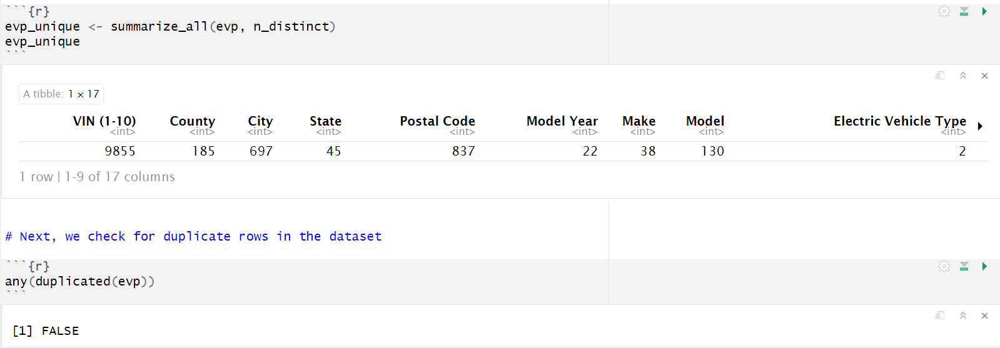 ```{r}
evp_unique <- summarize_all(evp, n_distinct)
evp_unique
```
A tibble: 1 × 17
VIN (1-10) County City State Postal Code Model Year Make Model Electric Vehicle Type
<int> <int> <int> <int> <int> <int> <int> <int> <int>
9855 185 697 45 837 22 38 130 2
1 row | 1-9 of 17 columns
# Next, we check for duplicate rows in the dataset
```{r}
any(duplicated(evp))
```
[1] FALSE